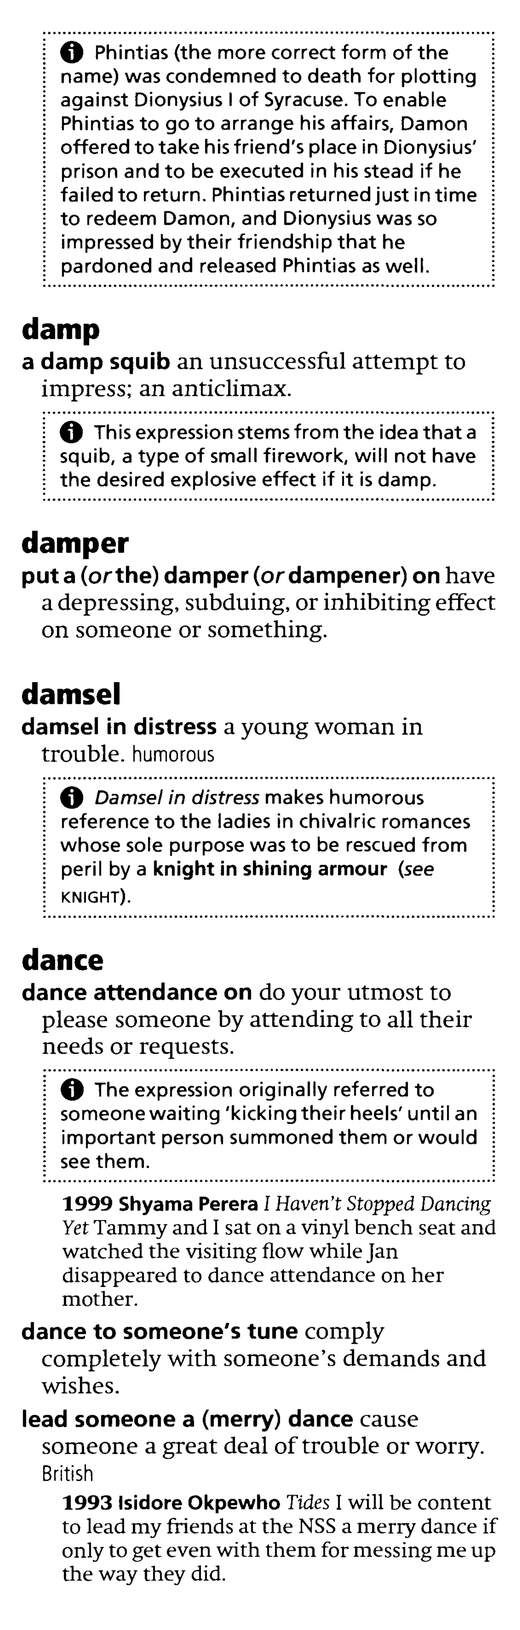 Phintias (the more correct form of the
name) was condemned to death for plotting
against Dionysius I of Syracuse. To enable
Phintias to go to arrange his affairs, Damon
offered to take his friend's place in Dionysius'
prison and to be executed in his stead if he
failed to return. Phintias returned just in time
to redeem Damon, and Dionysius was so
impressed by their friendship that he
pardoned and released Phintias as well.
damp
a damp squib an unsuccessful attempt to
impress; an anticlimax.
This expression stems from the idea that a
squib, a type of small firework, will not have
the desired explosive effect if it is damp.
damper
put a (or the) damper (or dampener) on have
a depressing, subduing, or inhibiting effect
on someone or something.
damsel
damsel in distress a young woman in
trouble. humorous
Damsel in distress makes humorous
reference to the ladies in chivalric romances
whose sole purpose was to be rescued from
peril by a knight in shining armour (see
KNIGHT).
dance
dance attendance on do your utmost to
please someone by attending to all their
needs or requests.
The expression originally referred to
someone waiting 'kicking their heels' until an
important person summoned them or would
see them.
1999 Shyama Perera I Haven't Stopped Dancing
Yet Tammy and I sat on a vinyl bench seat and
watched the visiting flow while Jan
disappeared to dance attendance on her
mother.
dance to someone's tune comply
completely with someone's demands and
wishes.
lead someone a (merry) dance cause
someone a great deal of trouble or worry.
British
1993 Isidore Okpewho Tides I will be content
to lead my friends at the NSS a merry dance if
only to get even with them for messing me up
the way they did.